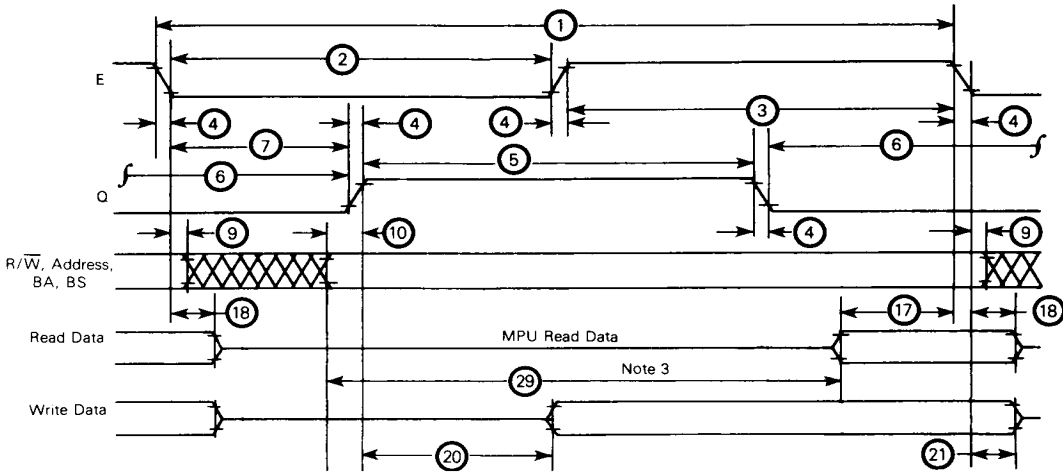 1
2
E
3
4 4 4 4
7 6
5
6
Q
9 10 4 9
R/W̅, Address,
BA, BS
18 17 18
Read Data MPU Read Data
29 Note 3
Write Data
20 21